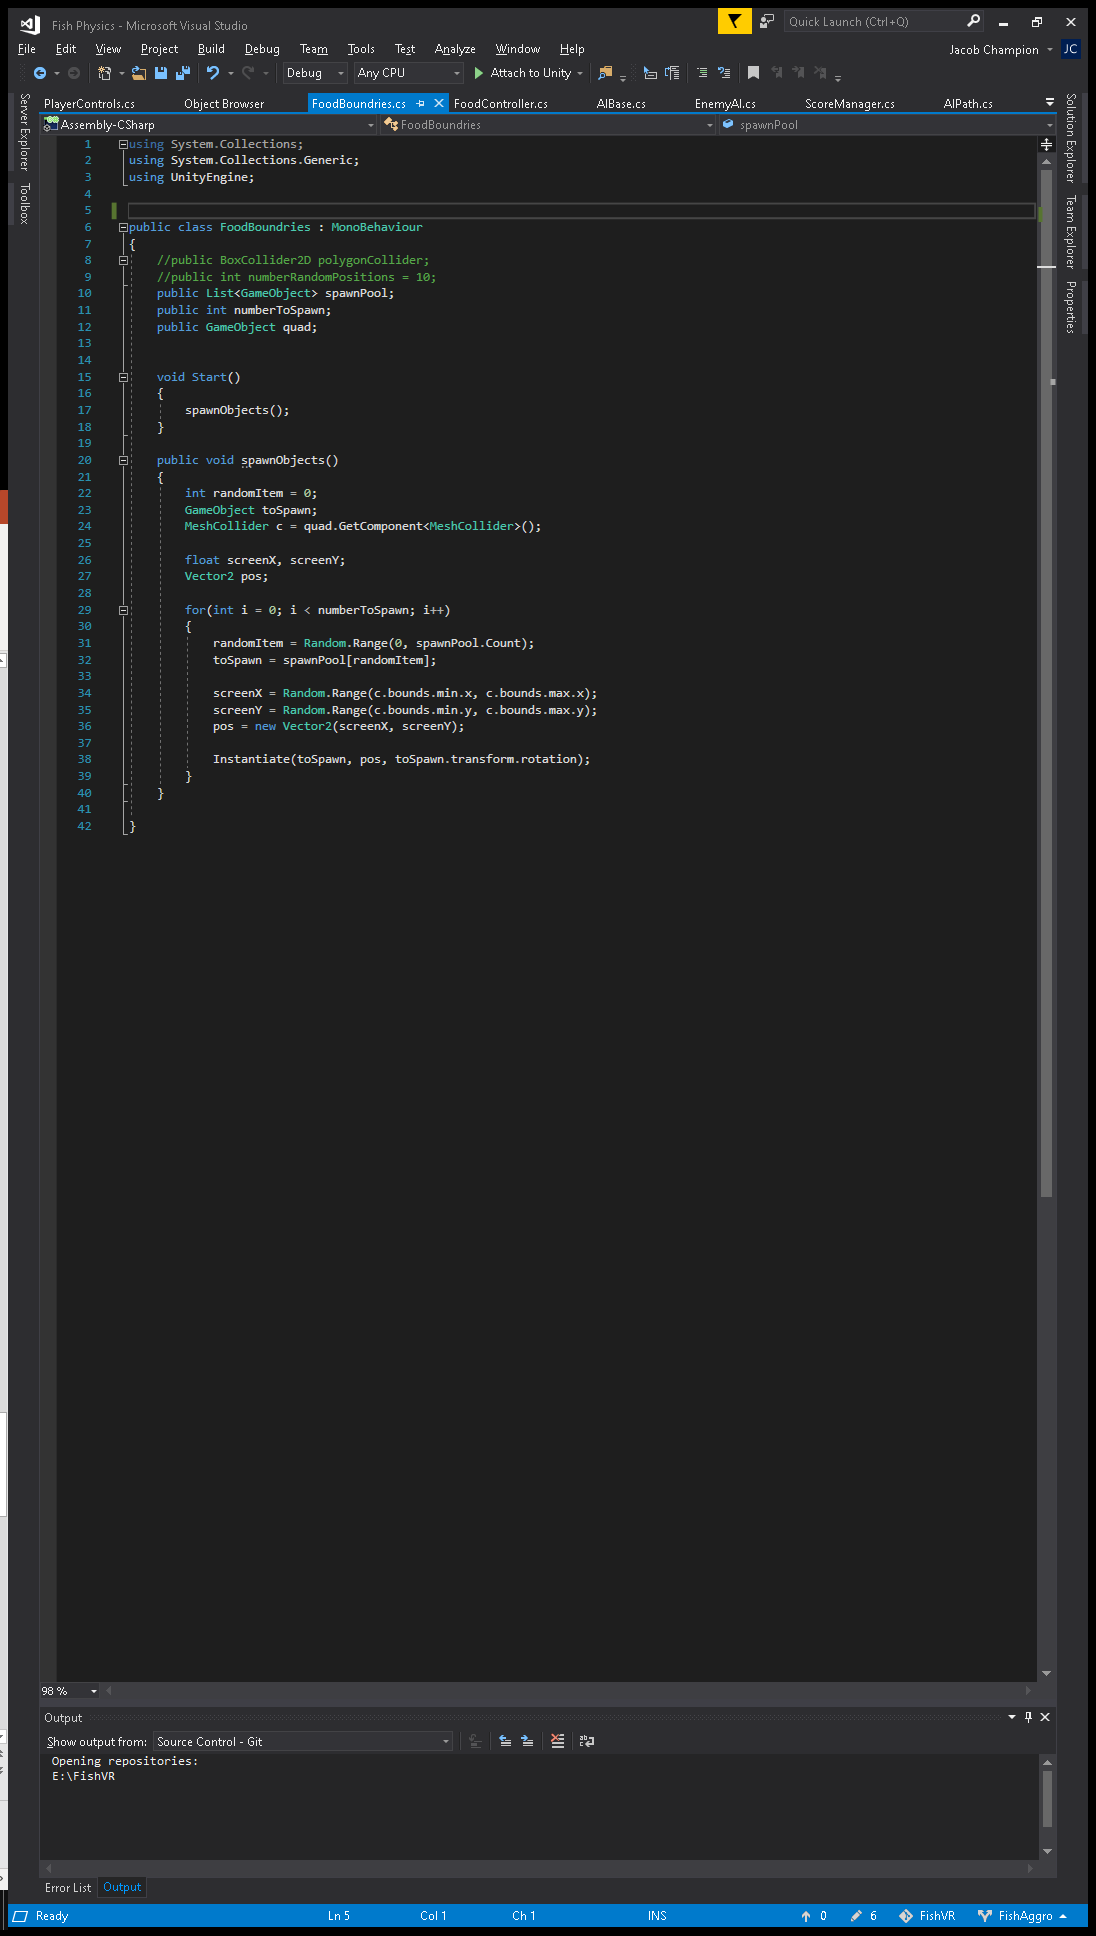 Fish Physics - Microsoft Visual Studio
Quick Launch (Ctrl+Q)
File Edit View Project Build Debug Team Tools Test Analyze Window Help
Jacob Champion JC
Debug Any CPU Attach to Unity
Server Explorer
Toolbox
PlayerControls.cs Object Browser FoodBoundries.cs FoodController.cs AIBase.cs EnemyAI.cs ScoreManager.cs AIPath.cs
Assembly-CSharp FoodBoundries spawnPool
Solution Explorer
Team Explorer
Properties
1 using System.Collections;
2 using System.Collections.Generic;
3 using UnityEngine;
4
5
6 public class FoodBoundries : MonoBehaviour
7 {
8 //public BoxCollider2D polygonCollider;
9 //public int numberRandomPositions = 10;
10 public List<GameObject> spawnPool;
11 public int numberToSpawn;
12 public GameObject quad;
13
14
15 void Start()
16 {
17 spawnObjects();
18 }
19
20 public void spawnObjects()
21 {
22 int randomItem = 0;
23 GameObject toSpawn;
24 MeshCollider c = quad.GetComponent<MeshCollider>();
25
26 float screenX, screenY;
27 Vector2 pos;
28
29 for(int i = 0; i < numberToSpawn; i++)
30 {
31 randomItem = Random.Range(0, spawnPool.Count);
32 toSpawn = spawnPool[randomItem];
33
34 screenX = Random.Range(c.bounds.min.x, c.bounds.max.x);
35 screenY = Random.Range(c.bounds.min.y, c.bounds.max.y);
36 pos = new Vector2(screenX, screenY);
37
38 Instantiate(toSpawn, pos, toSpawn.transform.rotation);
39 }
40 }
41
42 }
98 %
Output
Show output from: Source Control - Git
Opening repositories:
E:\FishVR
Error List Output
Ready Ln 5 Col 1 Ch 1 INS 0 6 FishVR FishAggro